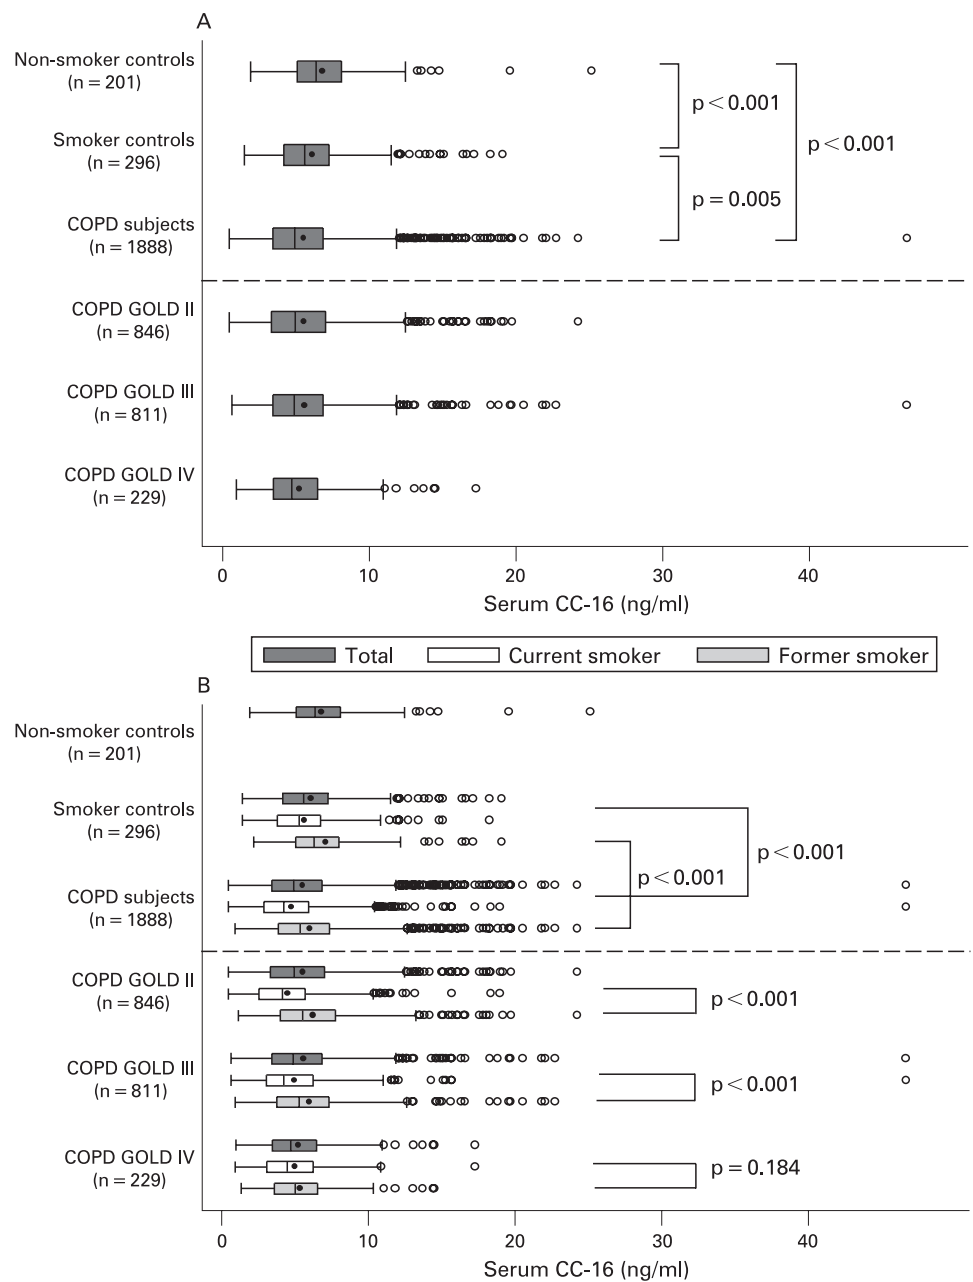 A
Non-smoker controls
(n = 201)
p < 0.001
Smoker controls
(n = 296)
p < 0.001
p = 0.005
COPD subjects
(n = 1888)
COPD GOLD II
(n = 846)
COPD GOLD III
(n = 811)
COPD GOLD IV
(n = 229)
0 10 20 30 40
Serum CC-16 (ng/ml)
Total Current smoker Former smoker
B
Non-smoker controls
(n = 201)
Smoker controls
(n = 296)
p < 0.001
p < 0.001
COPD subjects
(n = 1888)
COPD GOLD II
(n = 846)
p < 0.001
COPD GOLD III
(n = 811)
p < 0.001
COPD GOLD IV
(n = 229)
p = 0.184
0 10 20 30 40
Serum CC-16 (ng/ml)